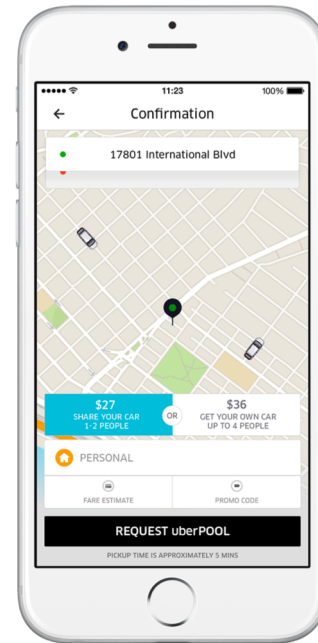 11:23
100%
Confirmation
17801 International Blvd
$27
SHARE YOUR CAR
1-2 PEOPLE
OR
$36
GET YOUR OWN CAR
UP TO 4 PEOPLE
PERSONAL
FARE ESTIMATE
PROMO CODE
REQUEST uberPOOL
PICKUP TIME IS APPROXIMATELY 5 MINS